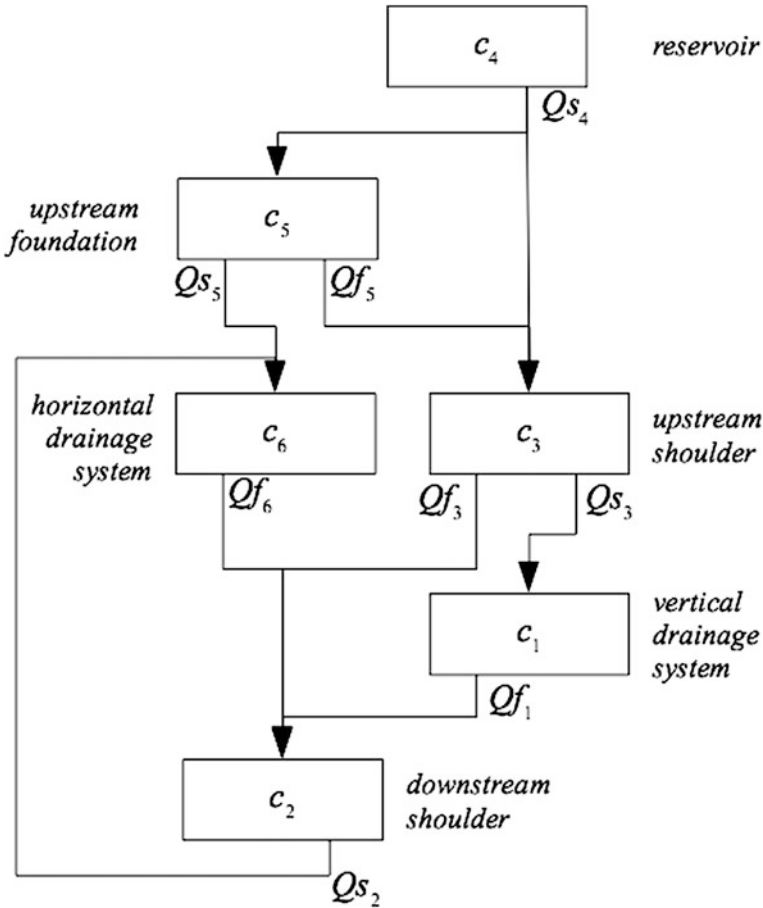 c₄
reservoir
Qs₄
upstream
foundation
c₅
Qs₅
Qf₅
horizontal
drainage
system
c₆
c₃
upstream
shoulder
Qf₆
Qf₃
Qs₃
c₁
vertical
drainage
system
Qf₁
c₂
downstream
shoulder
Qs₂